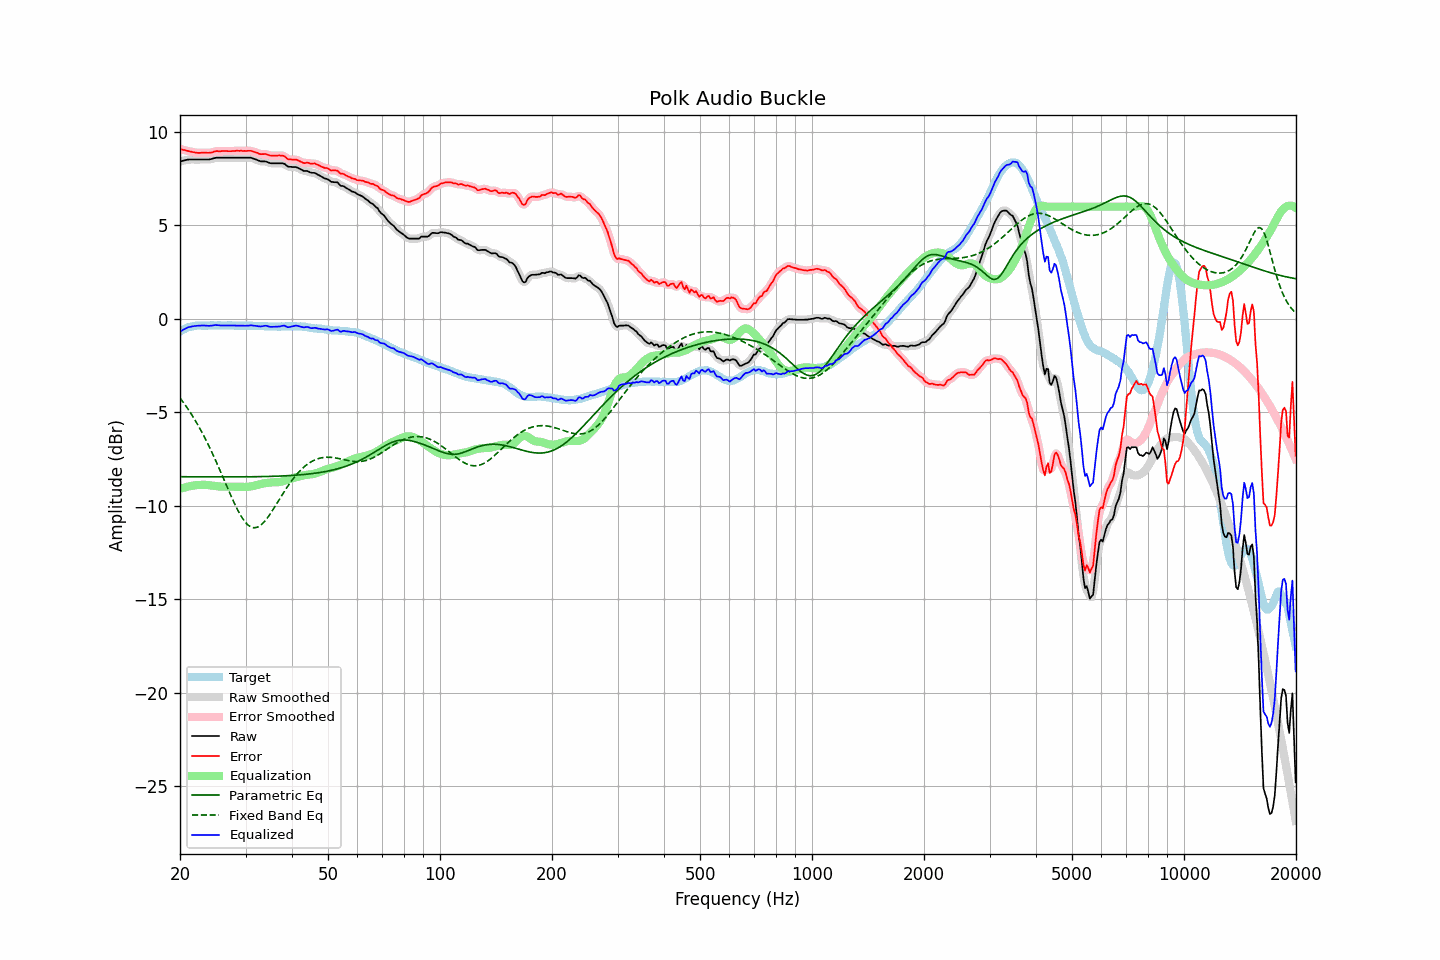 Polk Audio Buckle
10
5
0
−5
−10
−15
−20
−25
Amplitude (dBr)
Target
Raw Smoothed
Error Smoothed
Raw
Error
Equalization
Parametric Eq
Fixed Band Eq
Equalized
20 50 100 200 500 1000 2000 5000 10000 20000
Frequency (Hz)